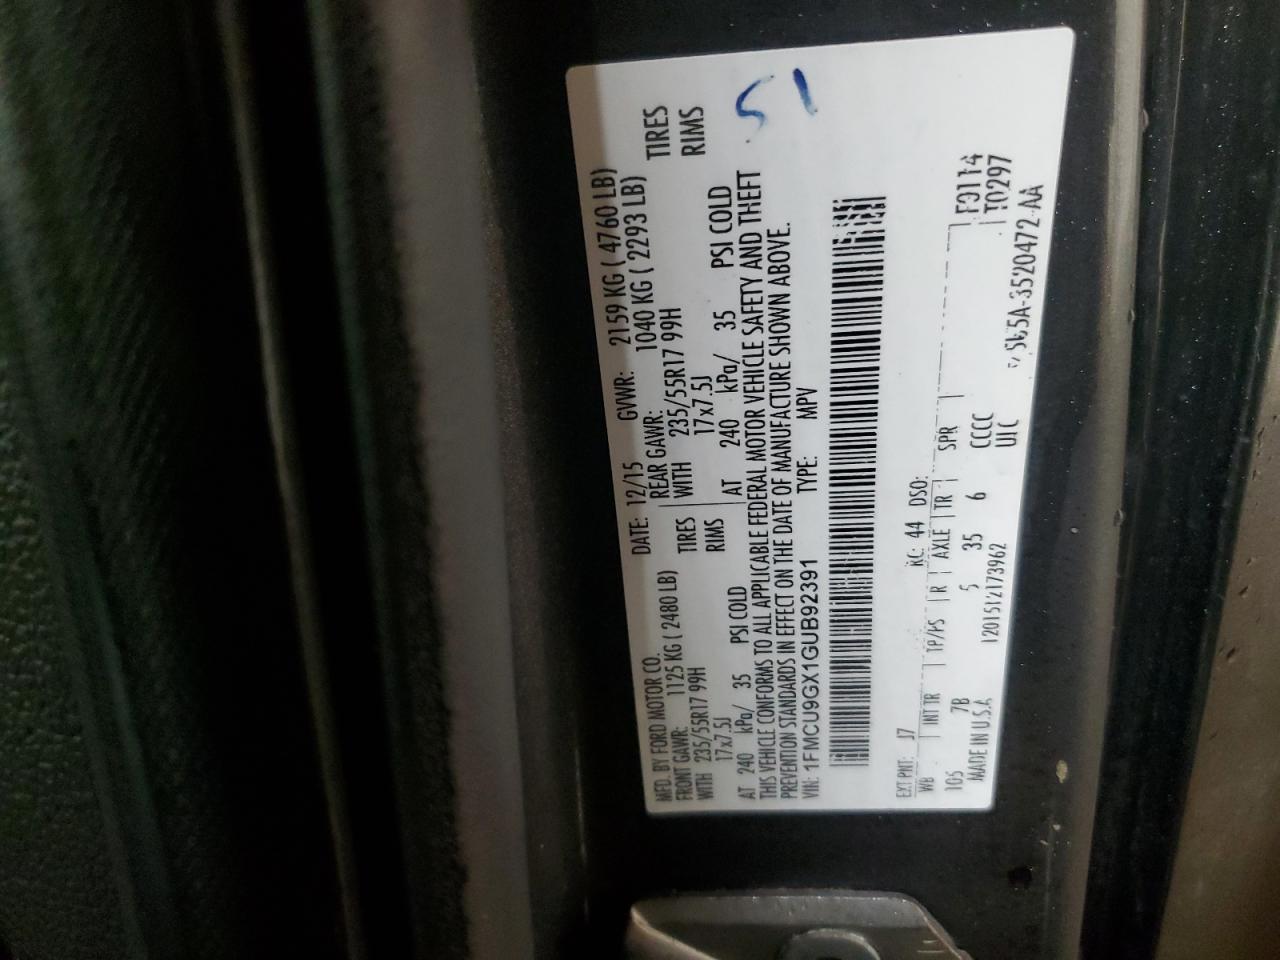 51
MFD. BY FORD MOTOR CO.
DATE: 12/15 GVWR: 2159 KG ( 4760 LB)
FRONT GAWR: 1125 KG ( 2480 LB) REAR GAWR: 1040 KG ( 2293 LB)
WITH 235/55R17 99H TIRES WITH 235/55R17 99H TIRES
17x7.5J RIMS 17x7.5J RIMS
AT 240 kPa/ 35 PSI COLD AT 240 kPa/ 35 PSI COLD
THIS VEHICLE CONFORMS TO ALL APPLICABLE FEDERAL MOTOR VEHICLE SAFETY AND THEFT
PREVENTION STANDARDS IN EFFECT ON THE DATE OF MANUFACTURE SHOWN ABOVE.
VIN: 1FMCU9GX1GUB92391 TYPE: MPV
EXT PNT: J7 RC: 44 DSO: F0114
WB INT TR TP/PS R AXLE TR SPR T0297
105 7B 5 35 6 CCCC
MADE IN U.S.A 1201512173962 UIC